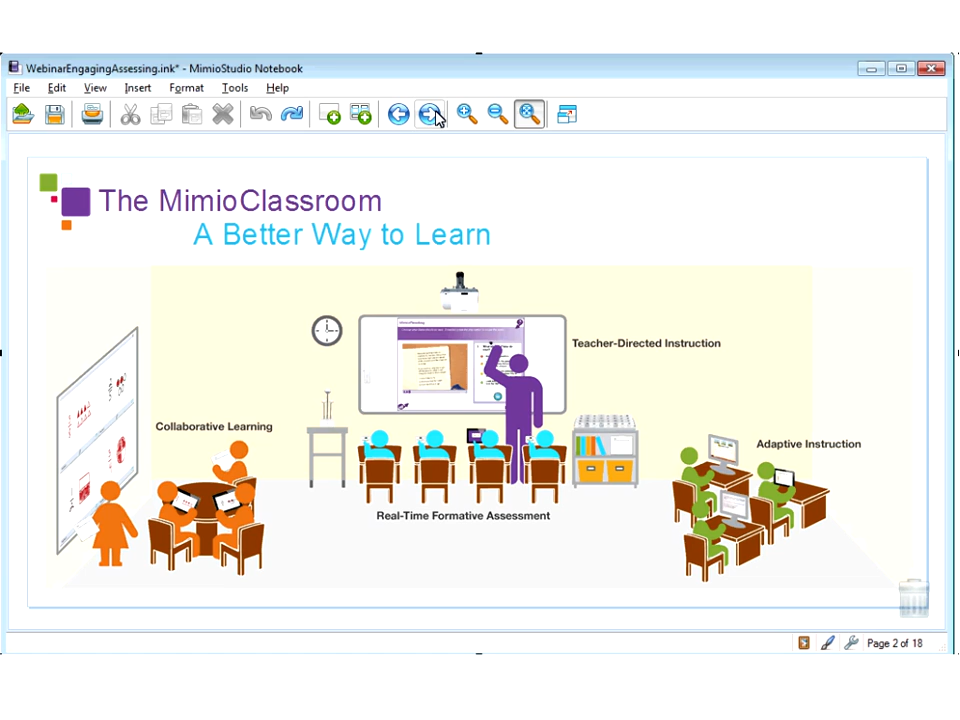 WebinarEngagingAssessing.ink* - MimioStudio Notebook
File Edit View Insert Format Tools Help
The MimioClassroom
A Better Way to Learn
Teacher-Directed Instruction
Collaborative Learning
Adaptive Instruction
Real-Time Formative Assessment
Page 2 of 18